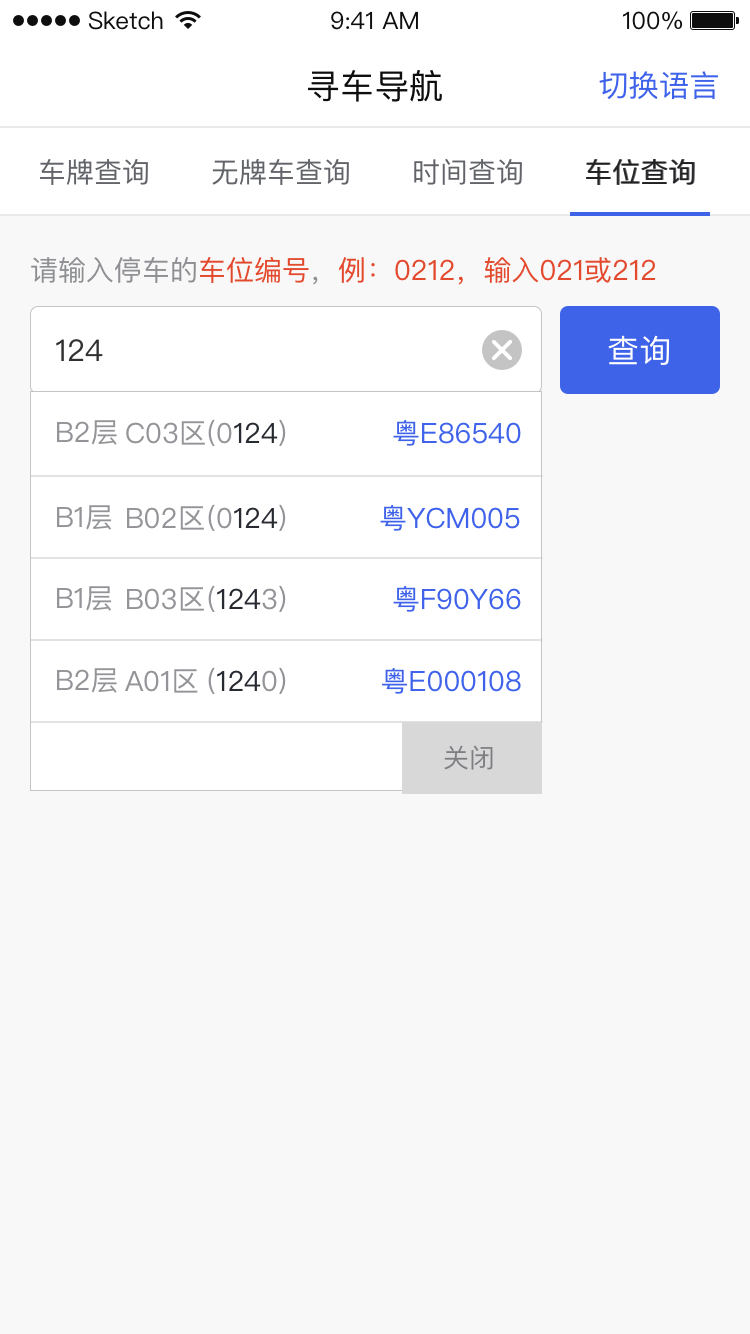 Sketch 9:41 AM 100%
寻车导航 切换语言
车牌查询 无牌车查询 时间查询 车位查询
请输入停车的车位编号，例：0212，输入021或212
124 查询
B2层 C03区(0124) 粤E86540
B1层 B02区(0124) 粤YCM005
B1层 B03区(1243) 粤F90Y66
B2层 A01区 (1240) 粤E000108
关闭